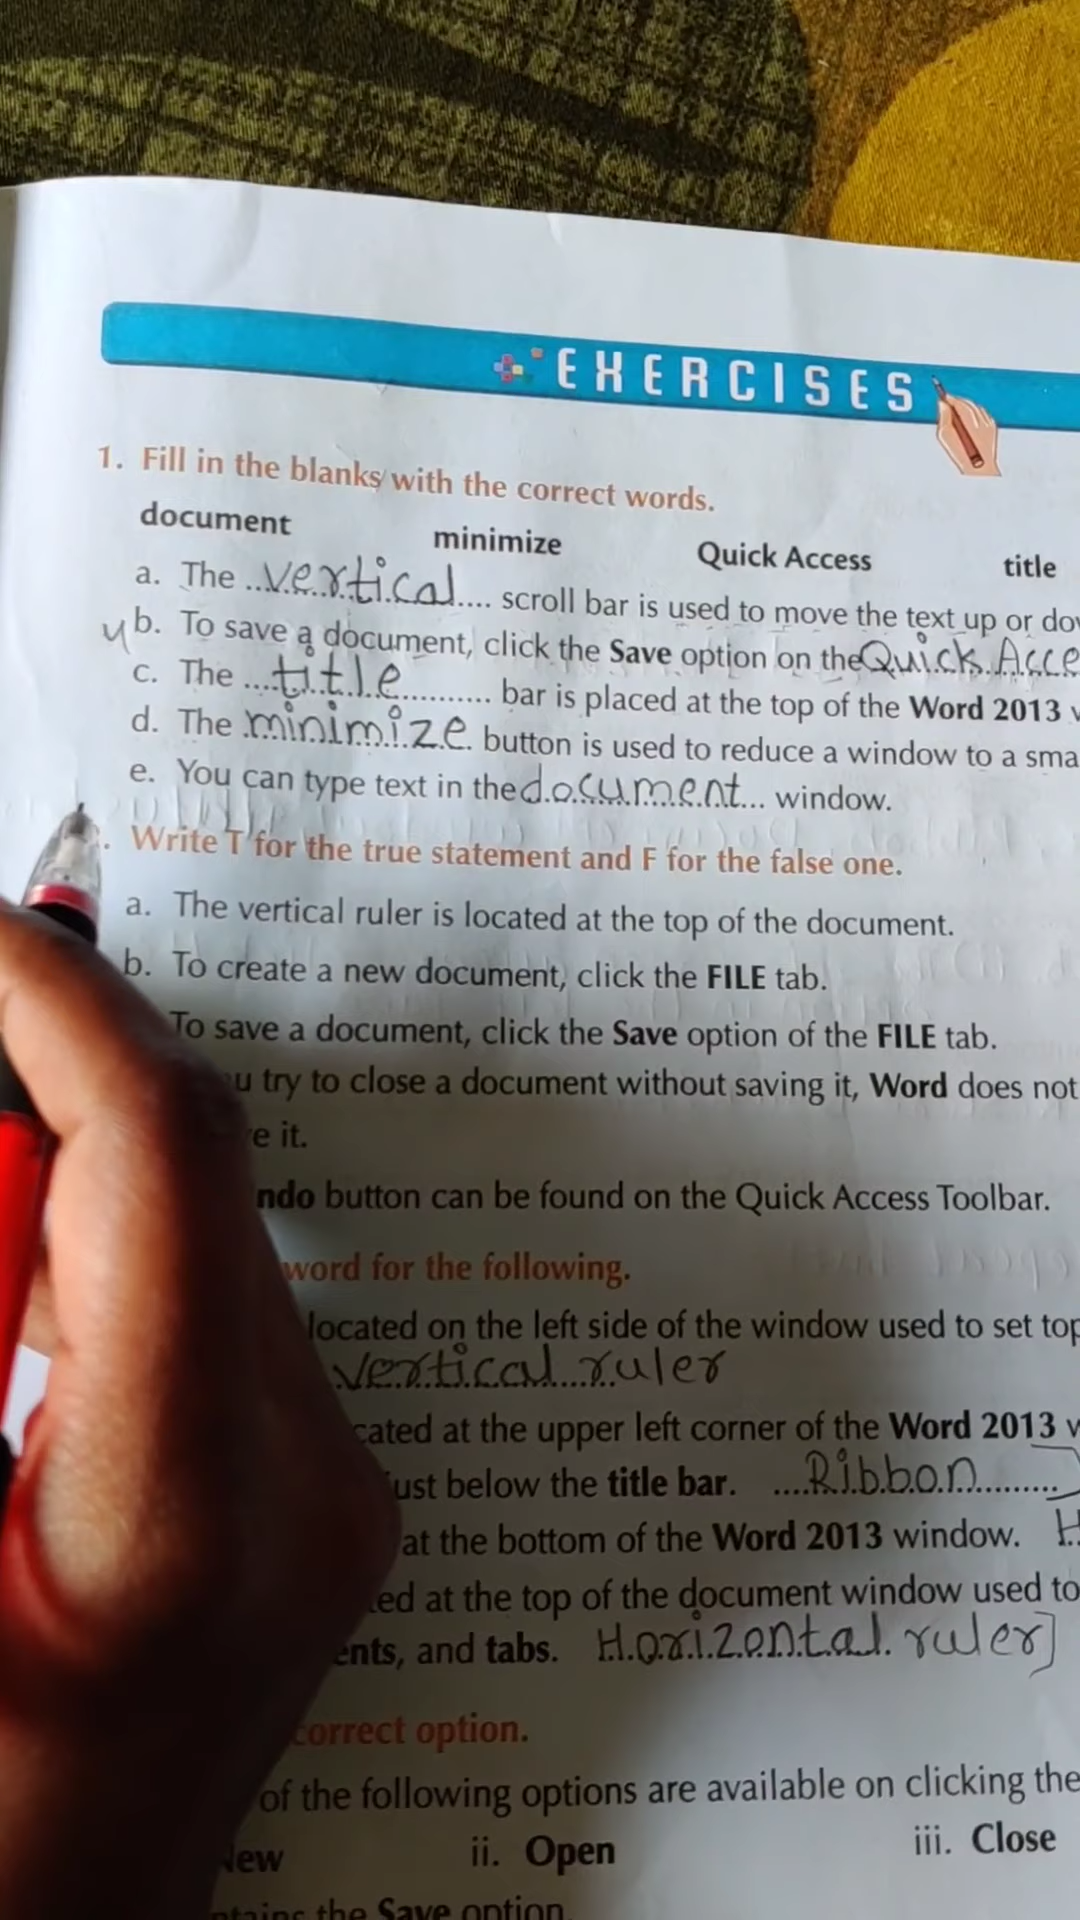 EXERCISES
1. Fill in the blanks with the correct words.
document minimize Quick Access title
a. The ..vertical.... scroll bar is used to move the text up or
b. To save a document, click the Save option on the Quick Acce
c. The ....title.......... bar is placed at the top of the Word 2013
d. The .minimize. button is used to reduce a window to a sma
e. You can type text in the document... window.
Write T for the true statement and F for the false one.
a. The vertical ruler is located at the top of the document.
b. To create a new document, click the FILE tab.
To save a document, click the Save option of the FILE tab.
u try to close a document without saving it, Word does not
e it.
ndo button can be found on the Quick Access Toolbar.
word for the following.
located on the left side of the window used to set top
vertical ruler
cated at the upper left corner of the Word 2013
ust below the title bar. ....Ribbon.........
at the bottom of the Word 2013 window. H
ed at the top of the document window used to
ents, and tabs. Horizontal ruler]
correct option.
of the following options are available on clicking the
New ii. Open iii. Close
the Save option.